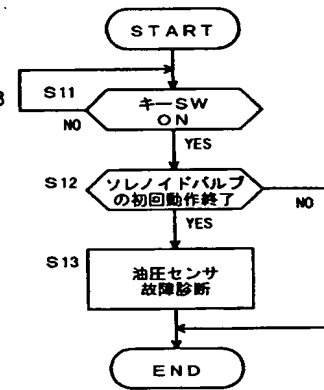 START
S11
キーSW
ON
NO
YES
S12
ソレノイドバルブ
の初回動作終了
NO
YES
S13
油圧センサ
故障診断
END